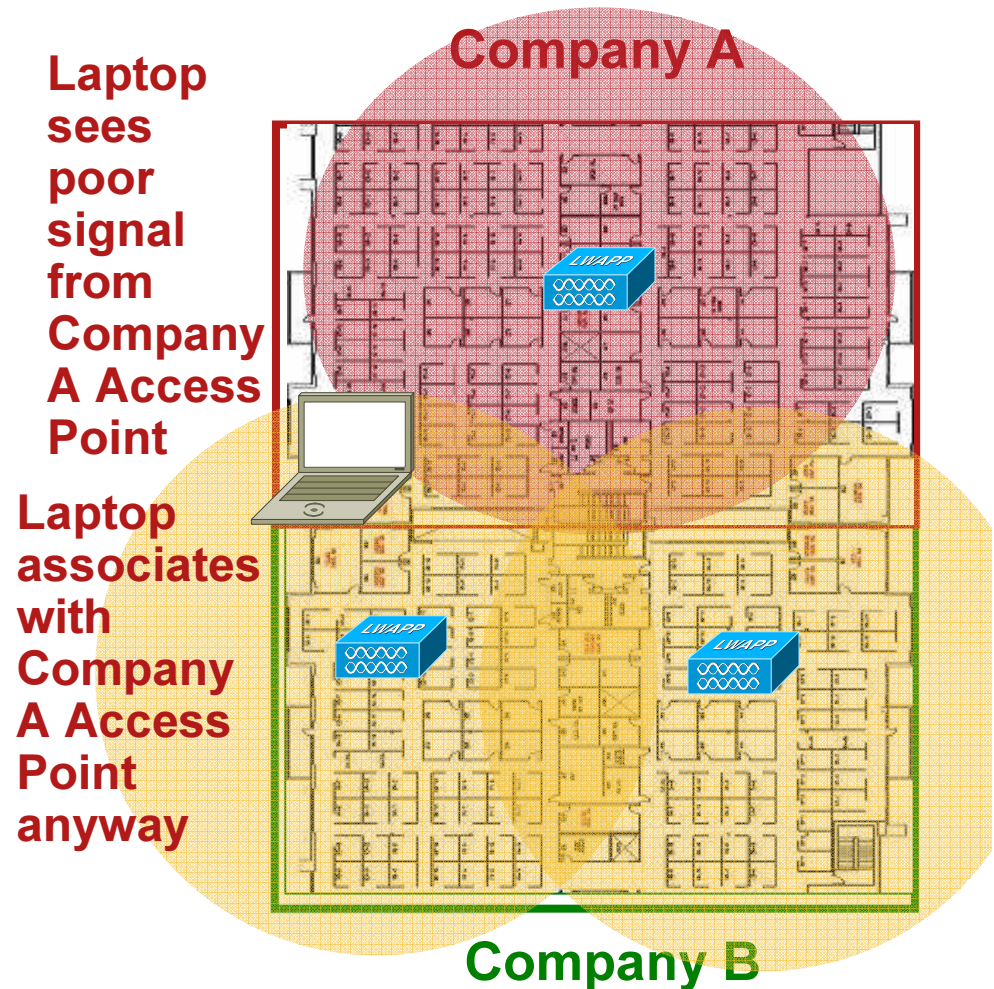 Company A
Laptop
sees
poor
signal
from
Company
A Access
Point
Laptop
associates
with
Company
A Access
Point
anyway
LWAPP
LWAPP
LWAPP
Company B